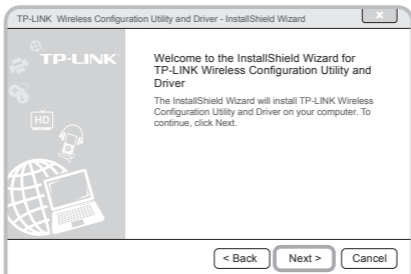 TP-LINK Wireless Configuration Utility and Driver - InstallShield Wizard
x
TP-LINK
HD
Welcome to the InstallShield Wizard for
TP-LINK Wireless Configuration Utility and
Driver
The InstallShield Wizard will install TP-LINK Wireless
Configuration Utility and Driver on your computer. To
continue, click Next.
< Back
Next >
Cancel